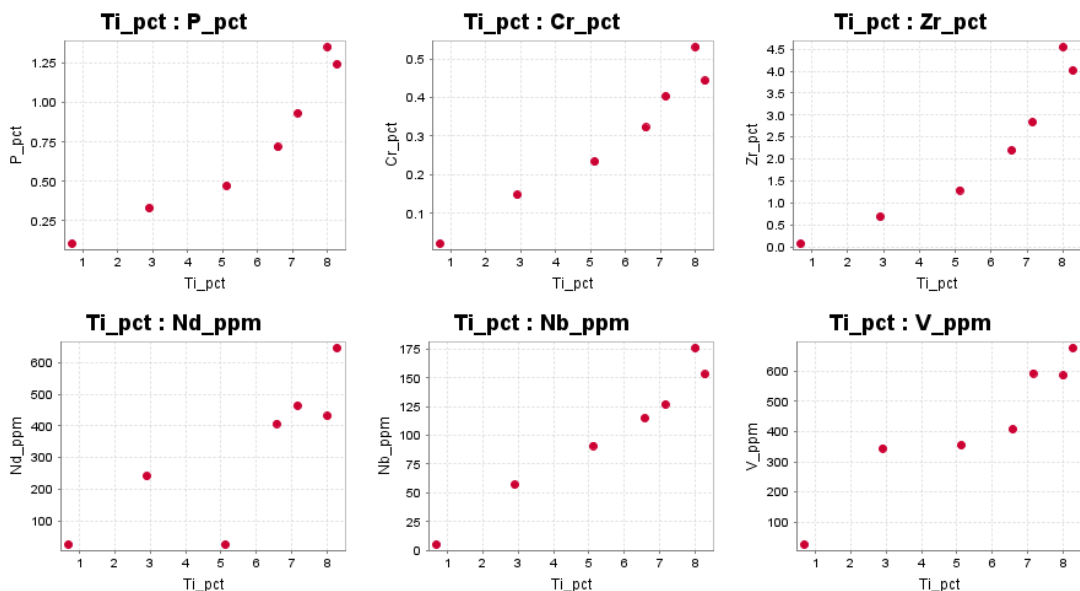 Ti_pct : P_pct
P_pct
1.25
1.00
0.75
0.50
0.25
1 2 3 4 5 6 7 8
Ti_pct
Ti_pct : Cr_pct
Cr_pct
0.5
0.4
0.3
0.2
0.1
1 2 3 4 5 6 7 8
Ti_pct
Ti_pct : Zr_pct
Zr_pct
4.5
4.0
3.5
3.0
2.5
2.0
1.5
1.0
0.5
0.0
1 2 3 4 5 6 7 8
Ti_pct
Ti_pct : Nd_ppm
Nd_ppm
600
500
400
300
200
100
1 2 3 4 5 6 7 8
Ti_pct
Ti_pct : Nb_ppm
Nb_ppm
175
150
125
100
75
50
25
0
1 2 3 4 5 6 7 8
Ti_pct
Ti_pct : V_ppm
V_ppm
600
500
400
300
200
100
1 2 3 4 5 6 7 8
Ti_pct